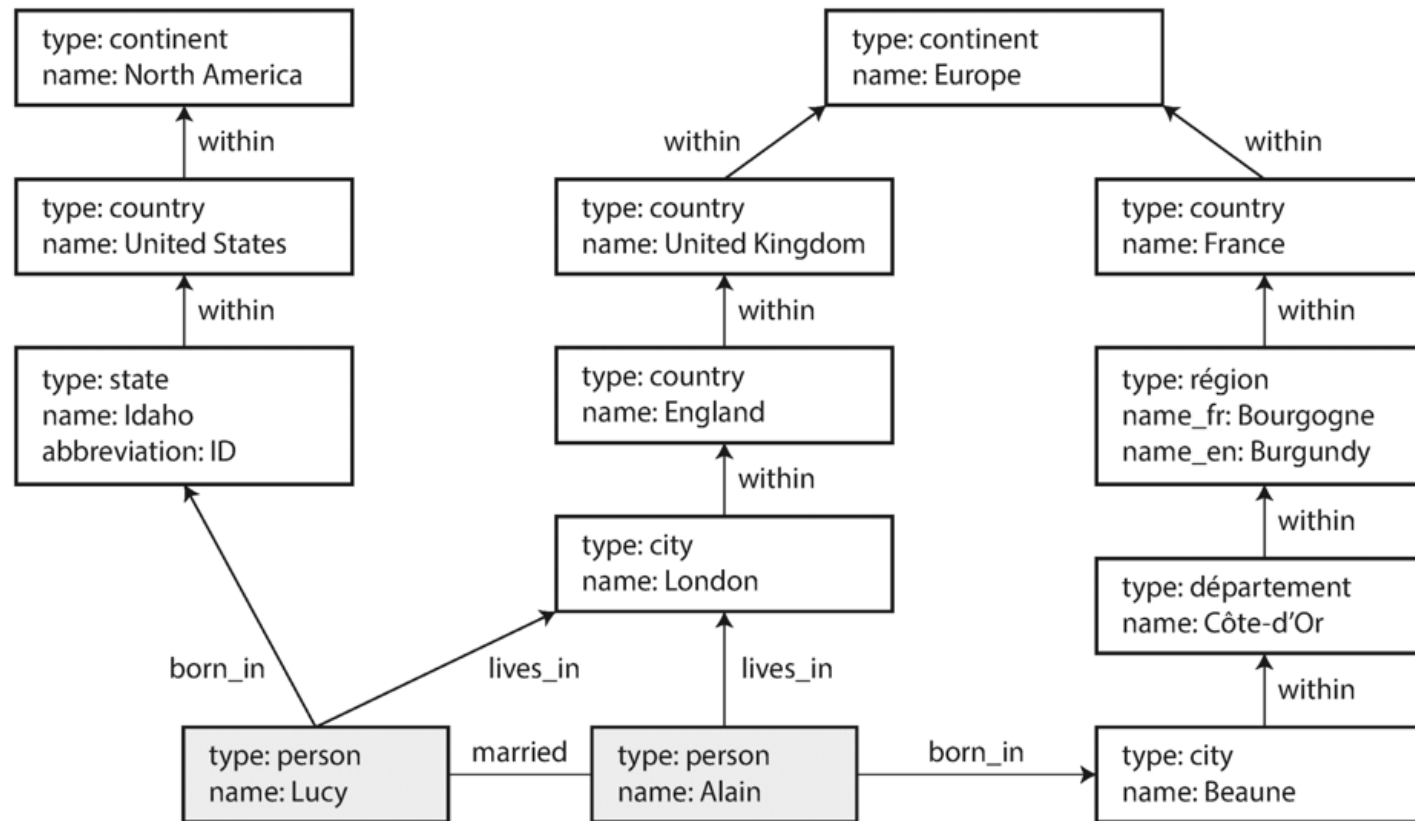 type: continent
name: North America
type: continent
name: Europe
within
within
within
type: country
name: United States
type: country
name: United Kingdom
type: country
name: France
within
within
within
type: state
name: Idaho
abbreviation: ID
type: country
name: England
type: région
name_fr: Bourgogne
name_en: Burgundy
within
within
type: city
name: London
type: département
name: Côte-d’Or
born_in
lives_in
lives_in
within
type: person
name: Lucy
married
type: person
name: Alain
born_in
type: city
name: Beaune